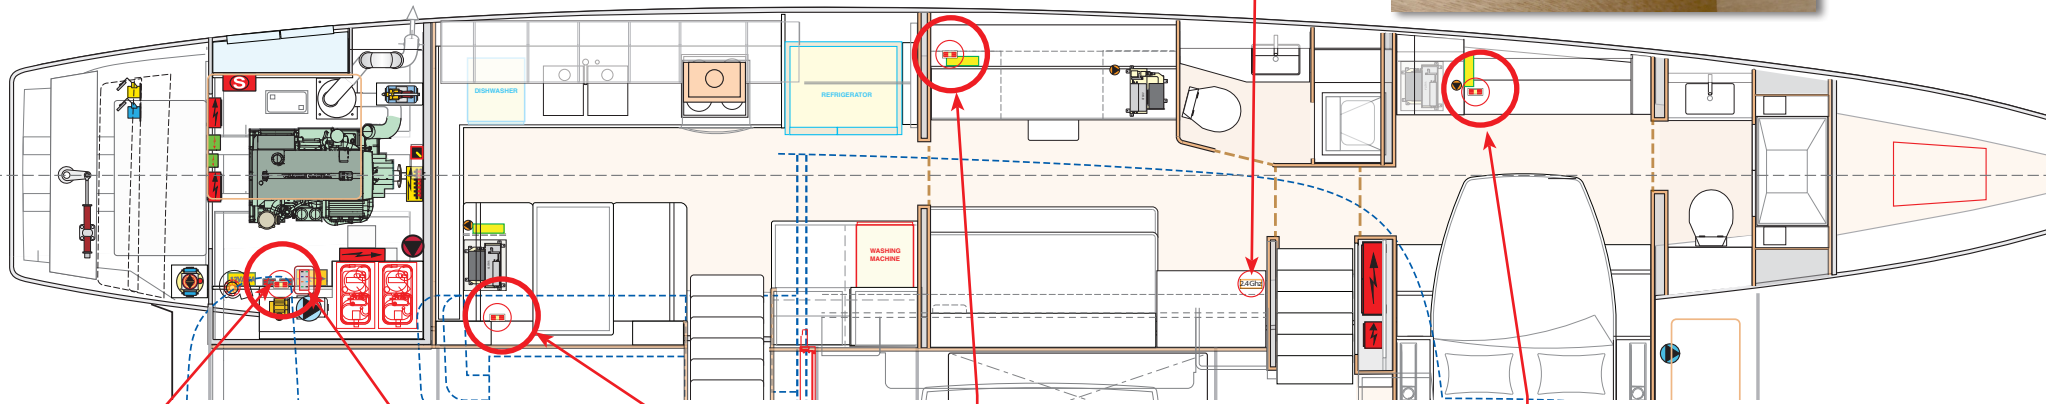 S
DISHWASHER
REFRIGERATOR
WASHING
MACHINE
2.4Ghz